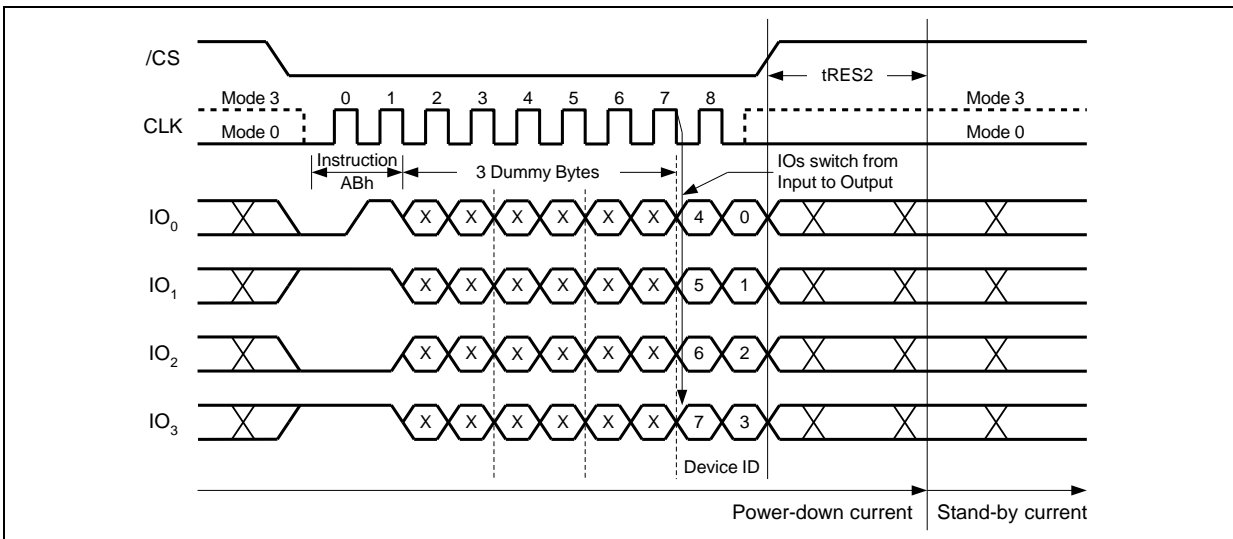 /CS
tRES2
Mode 3 0 1 2 3 4 5 6 7 8 Mode 3
CLK
Mode 0 Mode 0
Instruction
ABh
3 Dummy Bytes
IOs switch from
Input to Output
IO0 X X X X X X 4 0
IO1 X X X X X X 5 1
IO2 X X X X X X 6 2
IO3 X X X X X X 7 3
Device ID
Power-down current Stand-by current